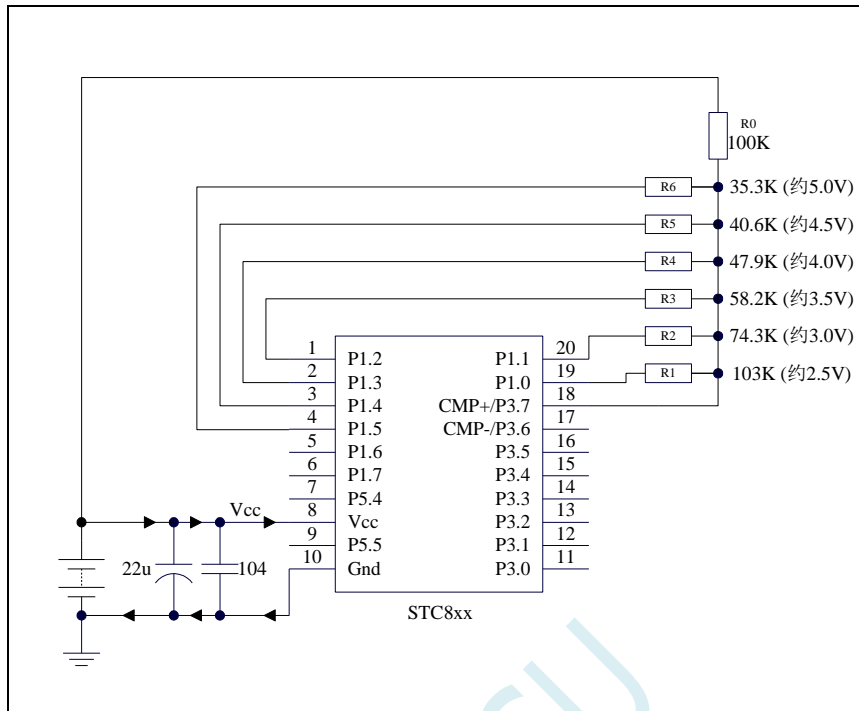 R0
100K
R6 35.3K (约5.0V)
R5 40.6K (约4.5V)
R4 47.9K (约4.0V)
R3 58.2K (约3.5V)
R2 74.3K (约3.0V)
R1 103K (约2.5V)
1 P1.2 P1.1 20
2 P1.3 P1.0 19
3 P1.4 CMP+/P3.7 18
4 P1.5 CMP-/P3.6 17
5 P1.6 P3.5 16
6 P1.7 P3.4 15
7 P5.4 P3.3 14
Vcc 8 Vcc P3.2 13
9 P5.5 P3.1 12
22u 104 10 Gnd P3.0 11
STC8xx